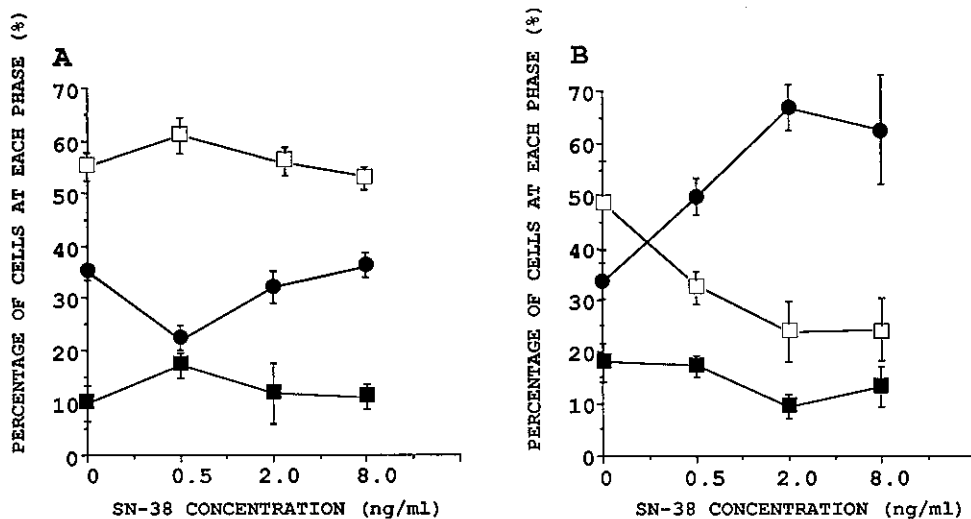 A
PERCENTAGE OF CELLS AT EACH PHASE (%)
70
60
50
40
30
20
10
0
0 0.5 2.0 8.0
SN-38 CONCENTRATION (ng/ml)
B
PERCENTAGE OF CELLS AT EACH PHASE (%)
70
60
50
40
30
20
10
0
0 0.5 2.0 8.0
SN-38 CONCENTRATION (ng/ml)